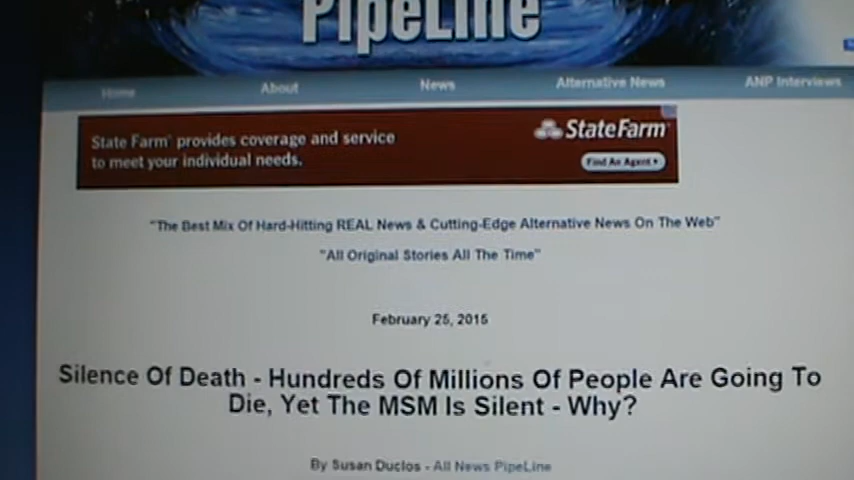 PipeLine
Home About News Alternative News ANP Interviews
State Farm® provides coverage and service
to meet your individual needs.
StateFarm
Find An Agent
"The Best Mix Of Hard-Hitting REAL News & Cutting-Edge Alternative News On The Web"
"All Original Stories All The Time"
February 25, 2015
Silence Of Death - Hundreds Of Millions Of People Are Going To
Die, Yet The MSM Is Silent - Why?
By Susan Duclos - All News PipeLine